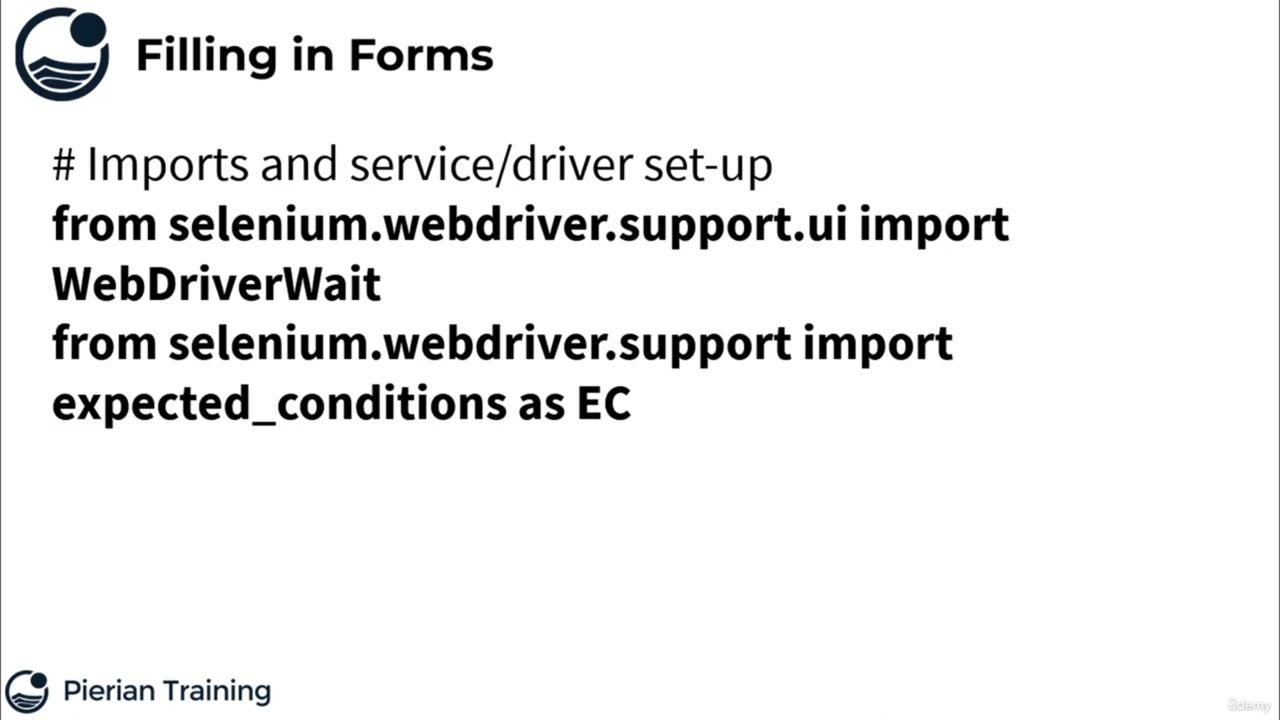 Filling in Forms
# Imports and service/driver set-up
from selenium.webdriver.support.ui import
WebDriverWait
from selenium.webdriver.support import
expected_conditions as EC
Pierian Training
ûdemy